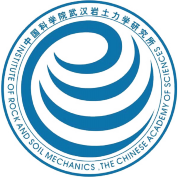 中国科学院武汉岩土力学研究所
INSTITUTE OF ROCK AND SOIL MECHANICS ,THE CHINESE ACADEMY OF SCIENCES